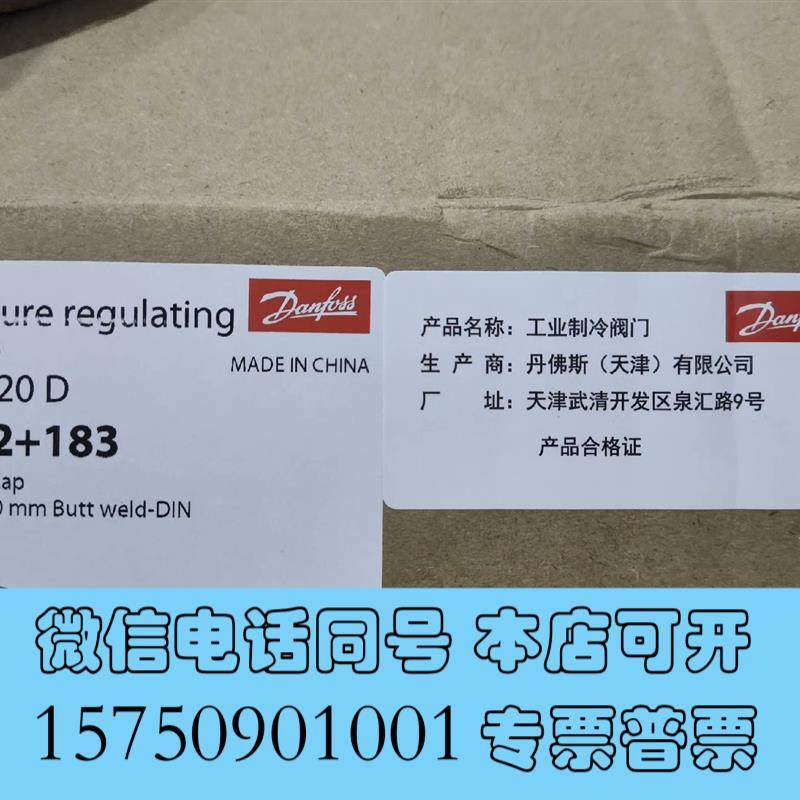 ure regulating
Danfoss
MADE IN CHINA
20 D
2+183
ap
mm Butt weld-DIN
Danf
产品名称：工业制冷阀门
生 产 商：丹佛斯（天津）有限公司
厂 址：天津武清开发区泉汇路9号
产品合格证
微信电话同号 本店可开
15750901001 专票普票